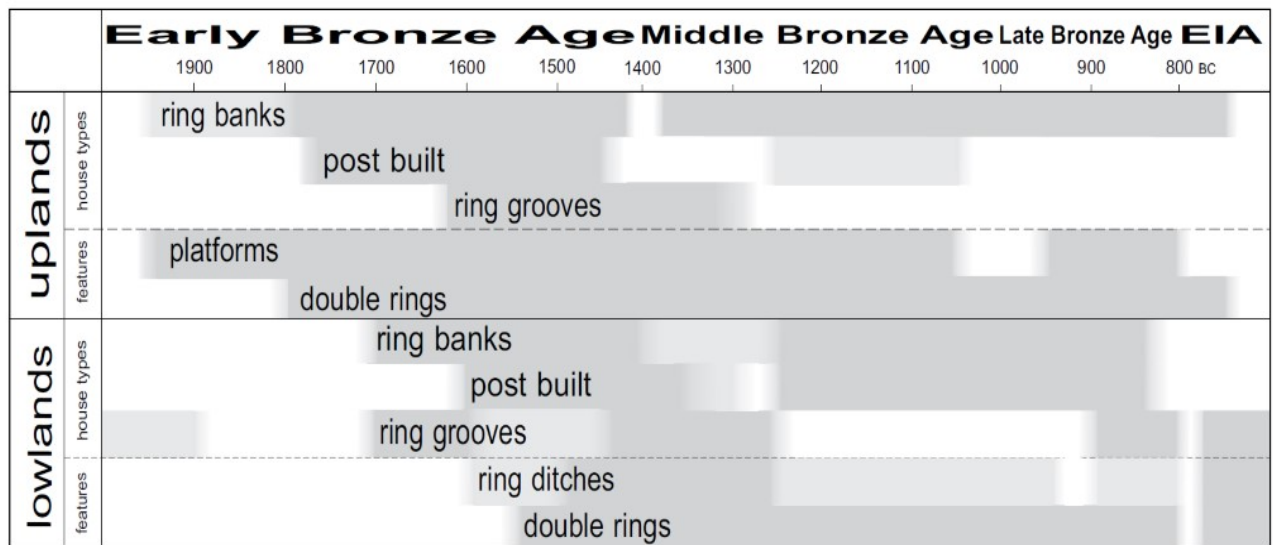 Early Bronze Age Middle Bronze Age Late Bronze Age EIA
1900 1800 1700 1600 1500 1400 1300 1200 1100 1000 900 800 BC
uplands
house types
ring banks
post built
ring grooves
features
platforms
double rings
lowlands
house types
ring banks
post built
ring grooves
features
ring ditches
double rings